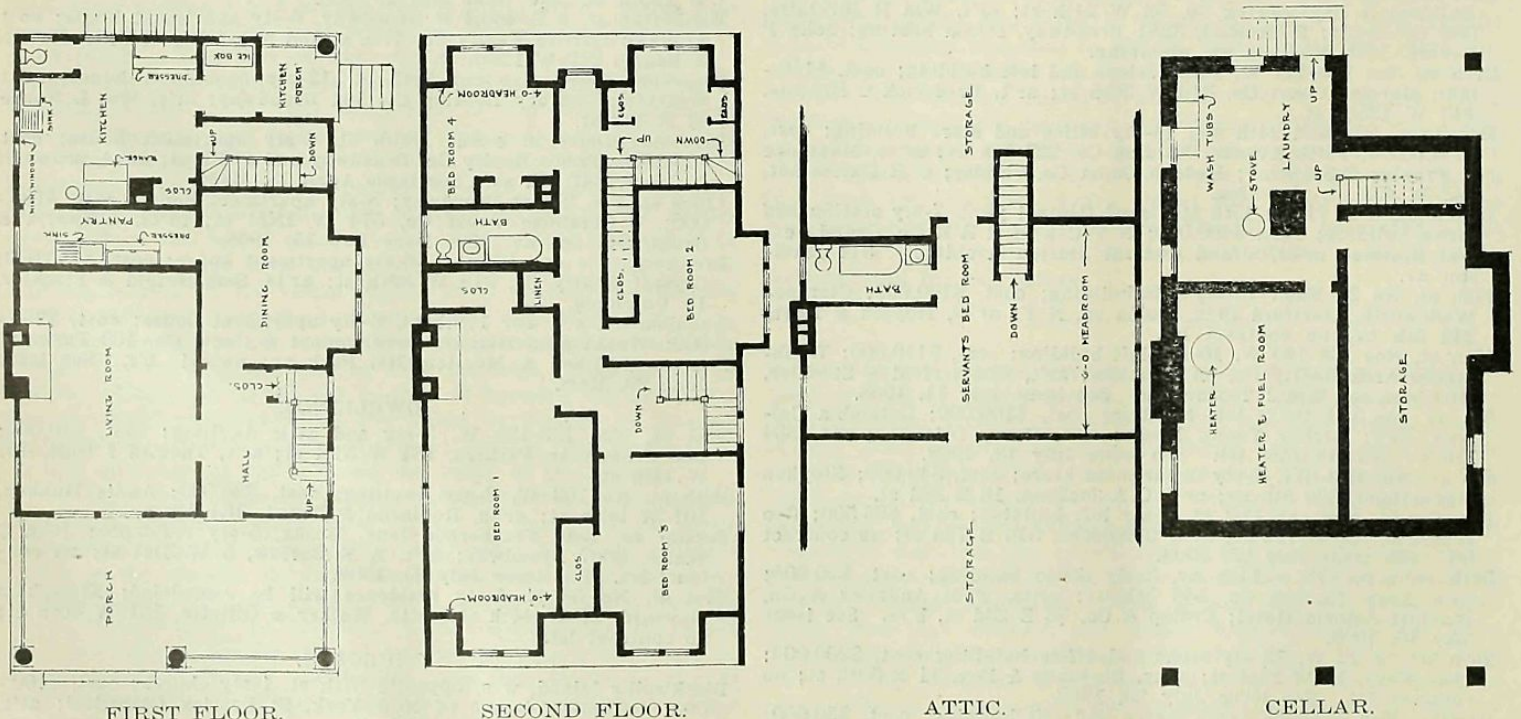 ICE BOX
KITCHEN PORCH
DRESSER
KITCHEN
SINK
UP
DOWN
RANGE
HIGH WINDOW
CLOS
PANTRY
SINK
DRESSER
DINING ROOM
LIVING ROOM
CLOS.
HALL
UP
PORCH
FIRST FLOOR.
4-0 HEADROOM
BED ROOM 4
CLOS
CLOS
UP
DOWN
BATH
CLOS.
BED ROOM 2
CLOS
LINEN
DOWN
BED ROOM 1
CLOS
BED ROOM 3
4-0, HEADROOM
SECOND FLOOR.
STORAGE
BATH
DOWN
SERVANTS BED ROOM
6-0 HEADROOM
STORAGE
ATTIC.
UP
WASH TUBS
LAUNDRY
STOVE
UP
HEATER
HEATER & FUEL ROOM
STORAGE
CELLAR.